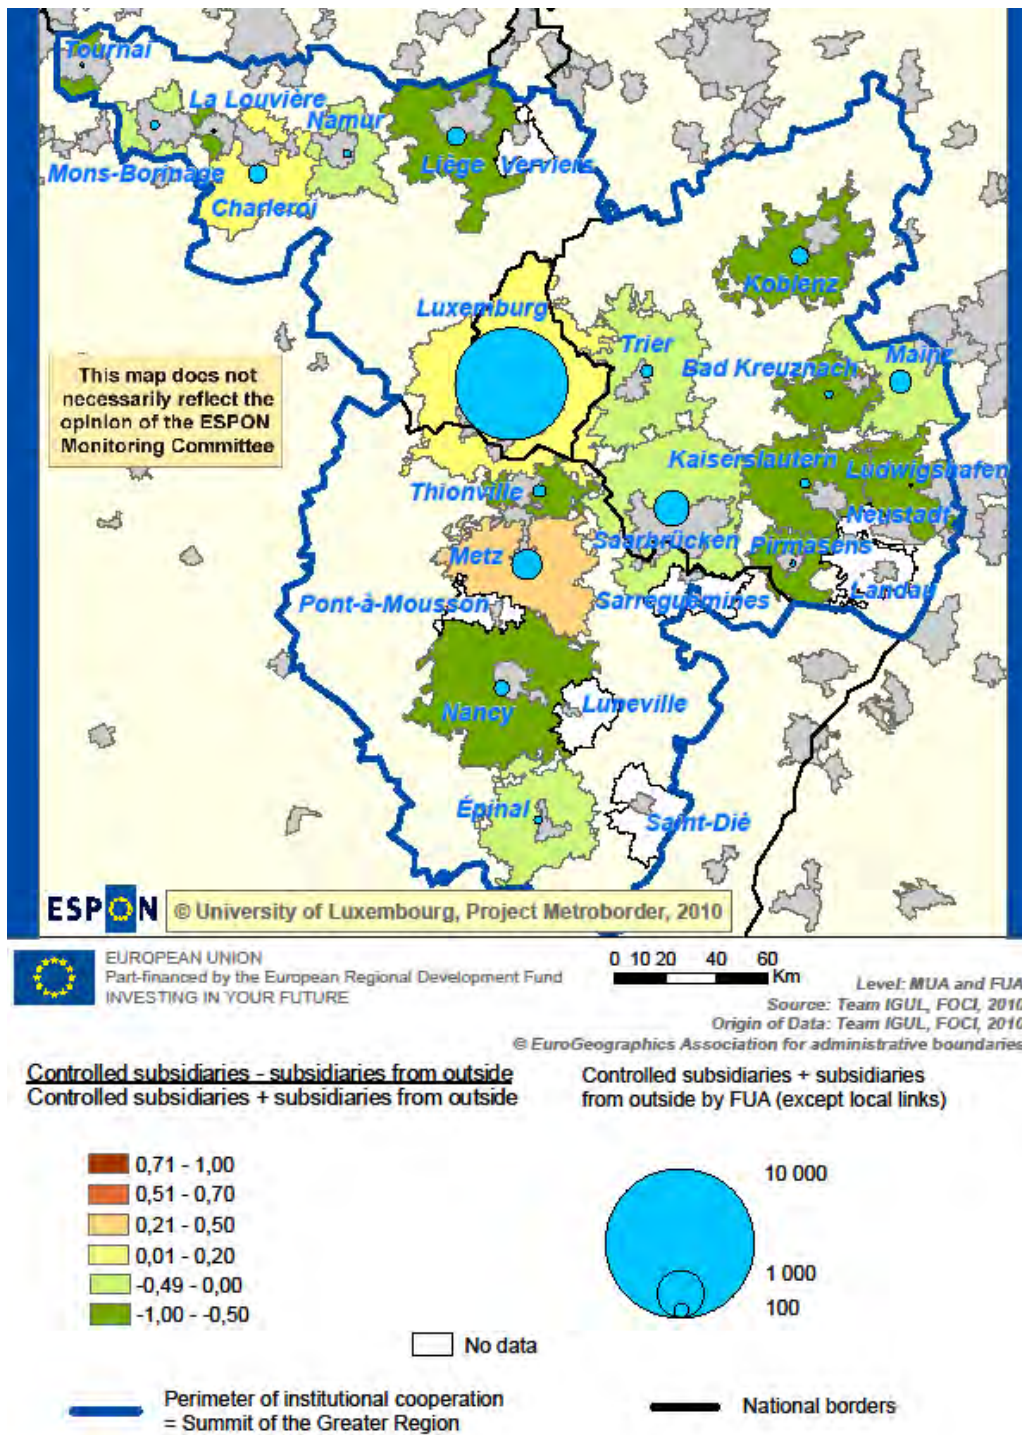 Tournai
La Louvière
Namur
Mons-Borinage
Charleroi
Liège
Verviers
Koblenz
Luxemburg
Trier
Bad Kreuznach
Mainz
This map does not
necessarily reflect the
opinion of the ESPON
Monitoring Committee
Kaiserslautern
Ludwigshafen
Thionville
Neustadt
Metz
Saarbrücken
Pirmasens
Pont-à-Mousson
Sarreguemines
Landau
Nancy
Luneville
Épinal
Saint-Dié
ESPON
© University of Luxembourg, Project Metroborder, 2010
EUROPEAN UNION
Part-financed by the European Regional Development Fund
INVESTING IN YOUR FUTURE
0 10 20 40 60
Km
Level: MUA and FUA
Source: Team IGUL, FOCI, 2010
Origin of Data: Team IGUL, FOCI, 2010
© EuroGeographics Association for administrative boundaries
Controlled subsidiaries - subsidiaries from outside
Controlled subsidiaries + subsidiaries from outside
0,71 - 1,00
0,51 - 0,70
0,21 - 0,50
0,01 - 0,20
-0,49 - 0,00
-1,00 - -0,50
Controlled subsidiaries + subsidiaries
from outside by FUA (except local links)
10 000
1 000
100
No data
Perimeter of institutional cooperation
= Summit of the Greater Region
National borders